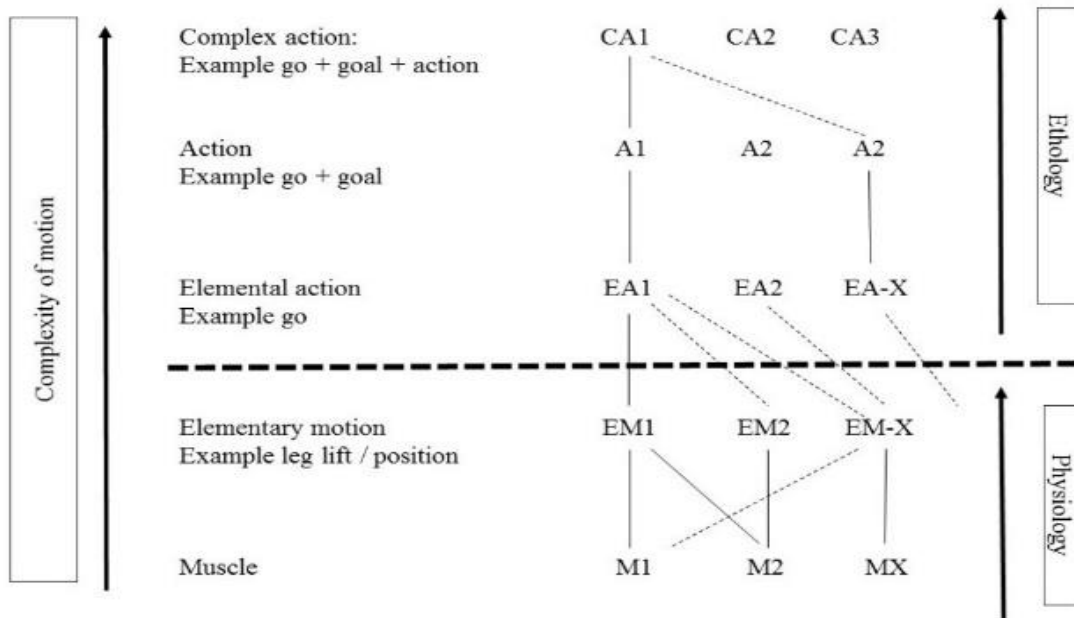 Complexity of motion
Complex action:
Example go + goal + action
CA1 CA2 CA3
Action
Example go + goal
A1 A2 A2
Elemental action
Example go
EA1 EA2 EA-X
Elementary motion
Example leg lift / position
EM1 EM2 EM-X
Muscle
M1 M2 MX
Ethology
Physiology